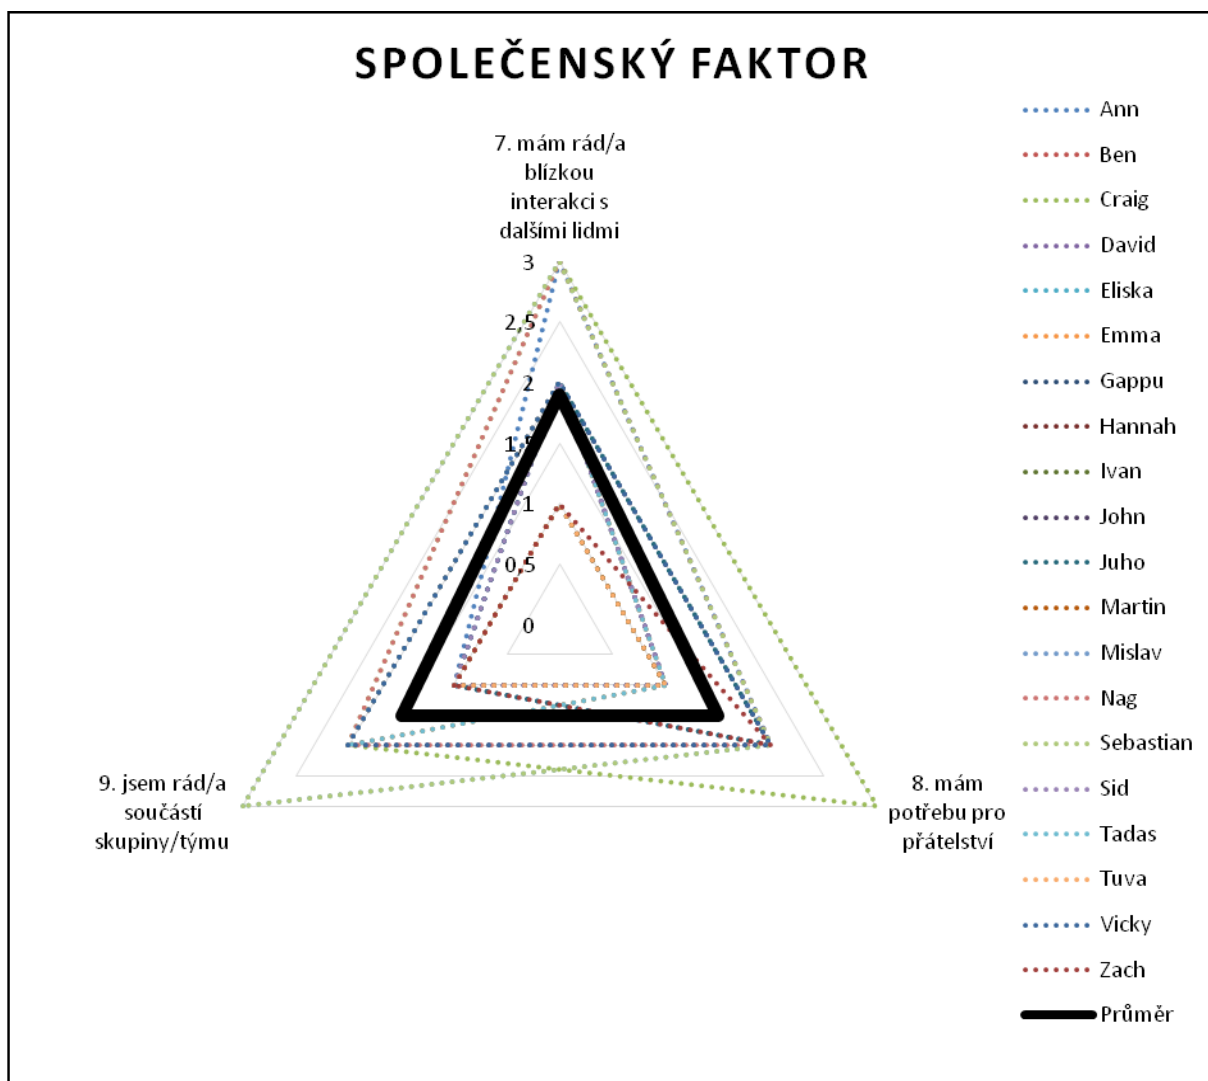 SPOLEČENSKÝ FAKTOR
7. mám rád/a
blízkou
interakci s
dalšími lidmi
3
2,5
2
1,5
1
0,5
0
9. jsem rád/a
součástí
skupiny/týmu
8. mám
potřebu pro
přátelství
Ann
Ben
Craig
David
Eliska
Emma
Gappu
Hannah
Ivan
John
Juho
Martin
Mislav
Nag
Sebastian
Sid
Tadas
Tuva
Vicky
Zach
Průměr